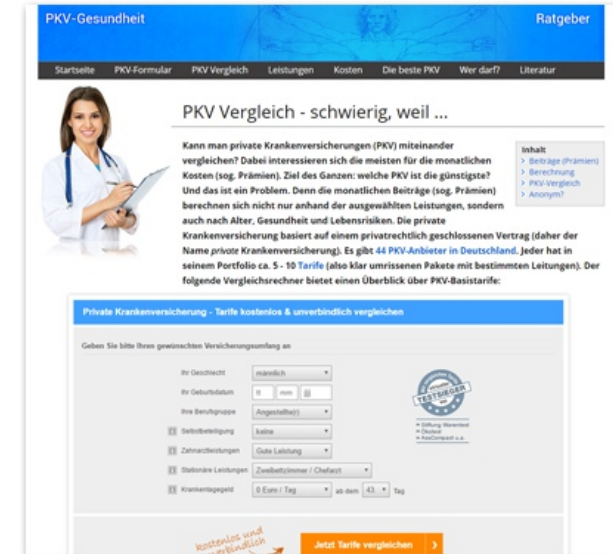 PKV-Gesundheit
Ratgeber
Startseite PKV-Formular PKV Vergleich Leistungen Kosten Die beste PKV Wer darf? Literatur
PKV Vergleich - schwierig, weil ...
Kann man private Krankenversicherungen (PKV) miteinander
vergleichen? Dabei interessieren sich die meisten für die monatlichen
Kosten (sog. Prämien). Ziel des Ganzen: welche PKV ist die günstigste?
Und das ist ein Problem. Denn die monatlichen Beiträge (sog. Prämien)
berechnen sich nicht nur anhand der ausgewählten Leistungen, sondern
auch nach Alter, Gesundheit und Lebensrisiken. Die private
Krankenversicherung basiert auf einem privatrechtlich geschlossenen Vertrag (daher der
Name private Krankenversicherung). Es gibt 44 PKV-Anbieter in Deutschland. Jeder hat in
seinem Portfolio ca. 5 - 10 Tarife (also klar umrissenen Pakete mit bestimmten Leitungen). Der
folgende Vergleichsrechner bietet einen Überblick über PKV-Basistarife:
Inhalt
> Beiträge (Prämien)
> Berechnung
> PKV-Vergleich
> Anonym?
Private Krankenversicherung - Tarife kostenlos & unverbindlich vergleichen
Geben Sie bitte Ihren gewünschten Versicherungsumfang an
Ihr Geschlecht männlich
Ihr Geburtsdatum tt mm jj
Ihre Berufsgruppe Angestellte(r)
Selbstbeteiligung keine
Zahnarztleistungen Gute Leistung
Stationäre Leistungen Zweibettzimmer / Chefarzt
Krankentagegeld 0 Euro / Tag ab dem 43. Tag
TESTSIEGER
Stiftung Warentest
Ökotest
AssCompact u.a.
kostenlos und
unverbindlich
Jetzt Tarife vergleichen >